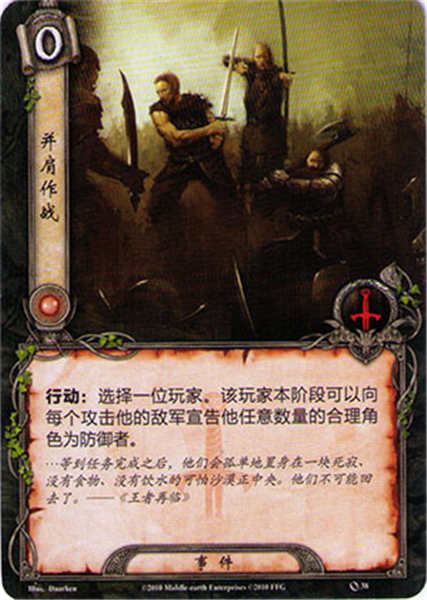 0
并肩作战
行动：选择一位玩家。该玩家本阶段可以向
每个攻击他的敌军宣告他任意数量的合理角
色为防御者。
…等到任务完成之后，他们会孤单地置身在一块死寂、
没有食物、没有饮水的可怕沙漠正中央。他们不可能回
去了。——《王者再临》
事件
Illus. Daarken
©2010 Middle-earth Enterprises ©2010 FFG
38